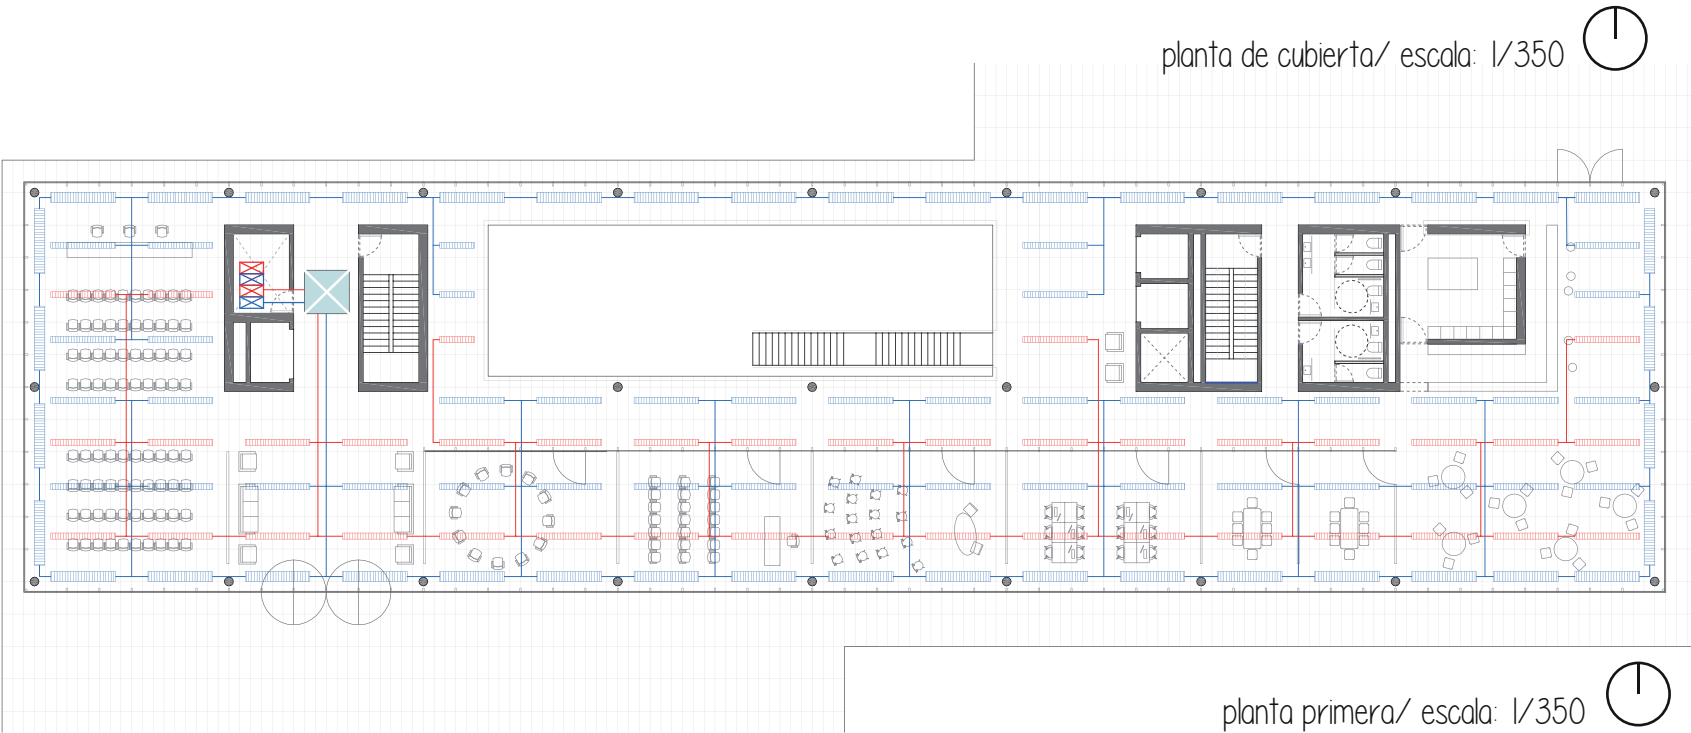 planta de cubierta/ escala: 1/350
planta primera/ escala: 1/350